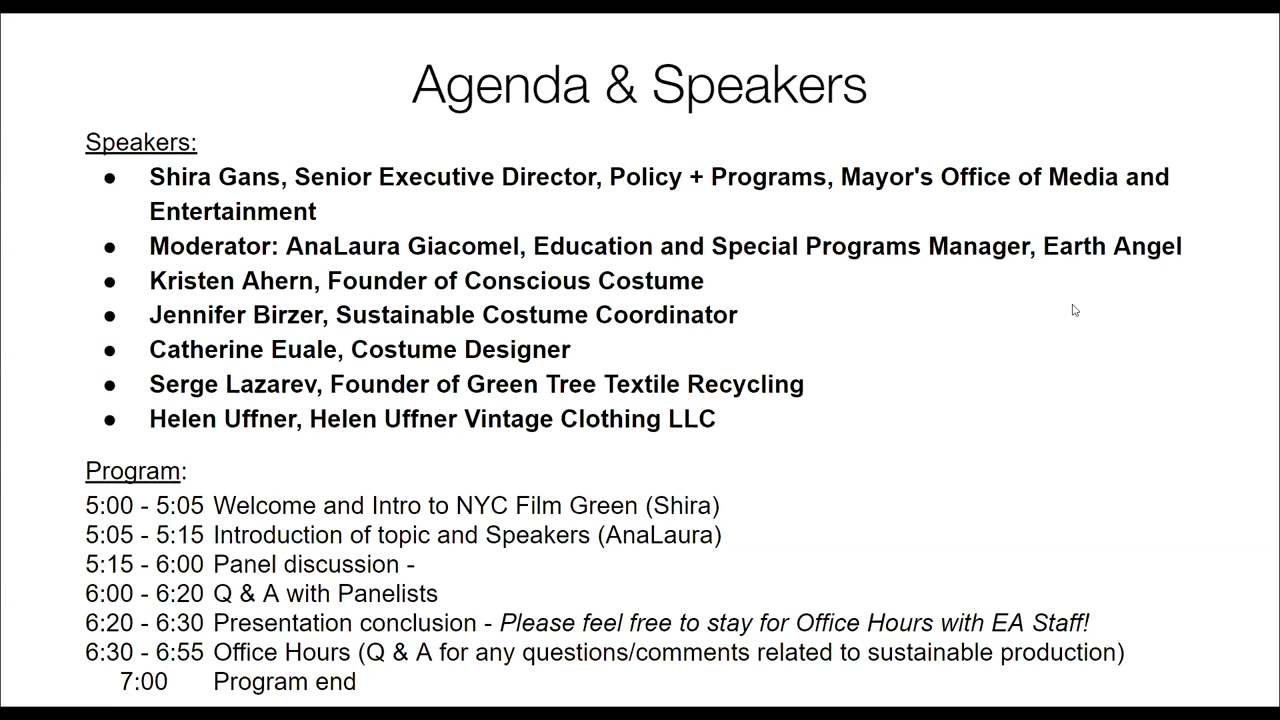 Agenda & Speakers
Speakers:
● Shira Gans, Senior Executive Director, Policy + Programs, Mayor's Office of Media and
Entertainment
● Moderator: AnaLaura Giacomel, Education and Special Programs Manager, Earth Angel
● Kristen Ahern, Founder of Conscious Costume
● Jennifer Birzer, Sustainable Costume Coordinator
● Catherine Euale, Costume Designer
● Serge Lazarev, Founder of Green Tree Textile Recycling
● Helen Uffner, Helen Uffner Vintage Clothing LLC
Program:
5:00 - 5:05 Welcome and Intro to NYC Film Green (Shira)
5:05 - 5:15 Introduction of topic and Speakers (AnaLaura)
5:15 - 6:00 Panel discussion -
6:00 - 6:20 Q & A with Panelists
6:20 - 6:30 Presentation conclusion - Please feel free to stay for Office Hours with EA Staff!
6:30 - 6:55 Office Hours (Q & A for any questions/comments related to sustainable production)
7:00 Program end